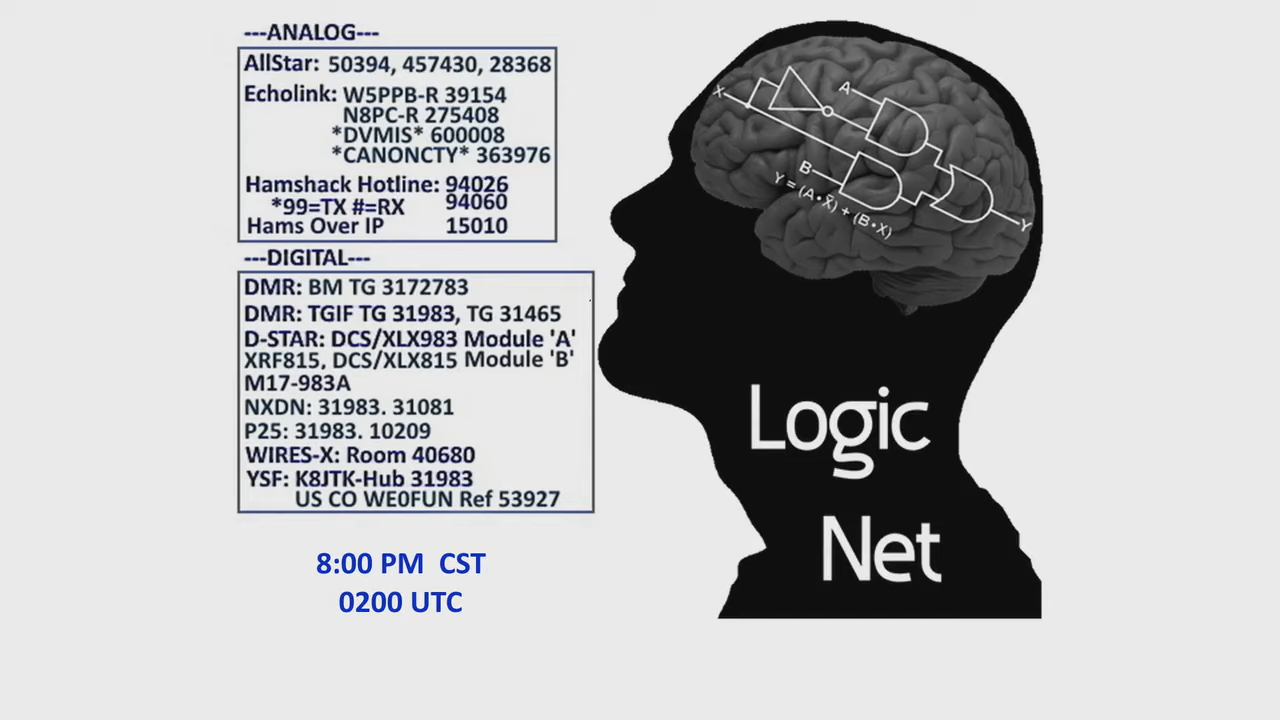 ---ANALOG---
AllStar: 50394, 457430, 28368
Echolink: W5PPB-R 39154
N8PC-R 275408
*DVMIS* 600008
*CANONCTY* 363976
Hamshack Hotline: 94026
*99=TX #=RX 94060
Hams Over IP 15010
---DIGITAL---
DMR: BM TG 3172783
DMR: TGIF TG 31983, TG 31465
D-STAR: DCS/XLX983 Module 'A'
XRF815, DCS/XLX815 Module 'B'
M17-983A
NXDN: 31983. 31081
P25: 31983. 10209
WIRES-X: Room 40680
YSF: K8JTK-Hub 31983
US CO WE0FUN Ref 53927
8:00 PM CST
0200 UTC
X
A
B
Y = (A•X̄) + (B•X)
Y
Logic
Net